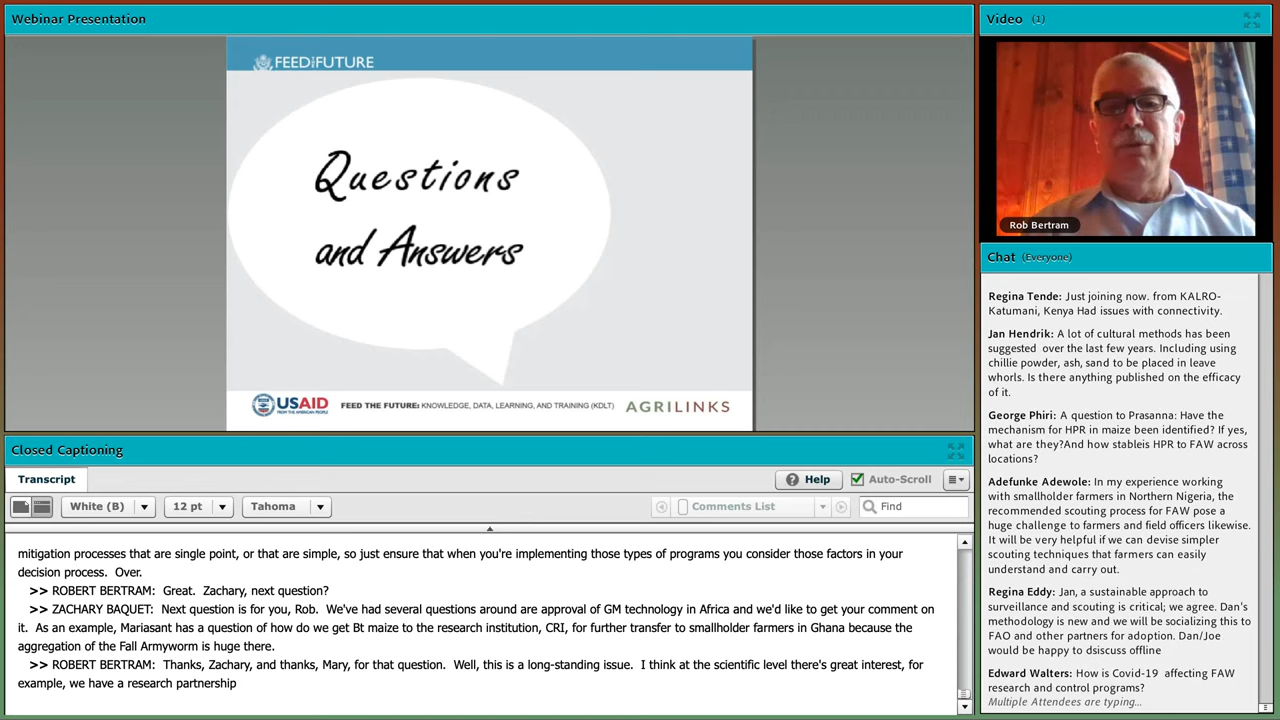 Webinar Presentation
FEED THE FUTURE
Questions
and Answers
USAID
FROM THE AMERICAN PEOPLE
FEED THE FUTURE: KNOWLEDGE, DATA, LEARNING, AND TRAINING (KDLT)
AGRILINKS
Video (1)
Rob Bertram
Chat (Everyone)
Regina Tende: Just joining now. from KALRO-
Katumani, Kenya Had issues with connectivity.
Jan Hendrik: A lot of cultural methods has been
suggested over the last few years. Including using
chillie powder, ash, sand to be placed in leave
whorls. Is there anything published on the efficacy
of it.
George Phiri: A question to Prasanna: Have the
mechanism for HPR in maize been identified? If yes,
what are they?And how stableis HPR to FAW across
locations?
Adefunke Adewole: In my experience working
with smallholder farmers in Northern Nigeria, the
recommended scouting process for FAW pose a
huge challenge to farmers and field officers likewise.
It will be very helpful if we can devise simpler
scouting techniques that farmers can easily
understand and carry out.
Regina Eddy: Jan, a sustainable approach to
surveillance and scouting is critical; we agree. Dan's
methodology is new and we will be socializing this to
FAO and other partners for adoption. Dan/Joe
would be happy to dsiscuss offline
Edward Walters: How is Covid-19 affecting FAW
research and control programs?
Multiple Attendees are typing...
Closed Captioning
Transcript
Help
Auto-Scroll
White (B)
12 pt
Tahoma
Comments List
Find
mitigation processes that are single point, or that are simple, so just ensure that when you're implementing those types of programs you consider those factors in your
decision process. Over.
>> ROBERT BERTRAM: Great. Zachary, next question?
>> ZACHARY BAQUET: Next question is for you, Rob. We've had several questions around are approval of GM technology in Africa and we'd like to get your comment on
it. As an example, Mariasant has a question of how do we get Bt maize to the research institution, CRI, for further transfer to smallholder farmers in Ghana because the
aggregation of the Fall Armyworm is huge there.
>> ROBERT BERTRAM: Thanks, Zachary, and thanks, Mary, for that question. Well, this is a long-standing issue. I think at the scientific level there's great interest, for
example, we have a research partnership